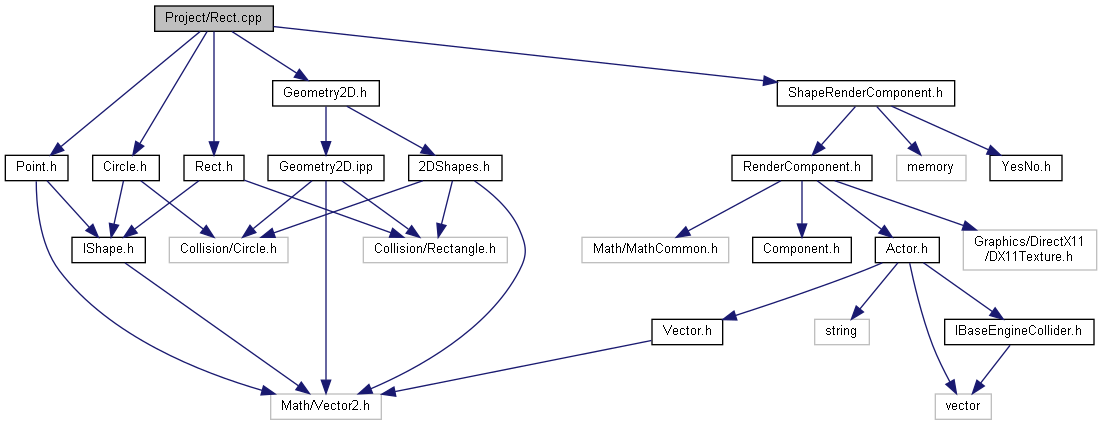 Project/Rect.cpp
Geometry2D.h
ShapeRenderComponent.h
Point.h
Circle.h
Rect.h
Geometry2D.ipp
2DShapes.h
RenderComponent.h
memory
YesNo.h
IShape.h
Collision/Circle.h
Collision/Rectangle.h
Math/MathCommon.h
Component.h
Actor.h
Graphics/DirectX11
/DX11Texture.h
Vector.h
string
IBaseEngineCollider.h
Math/Vector2.h
vector